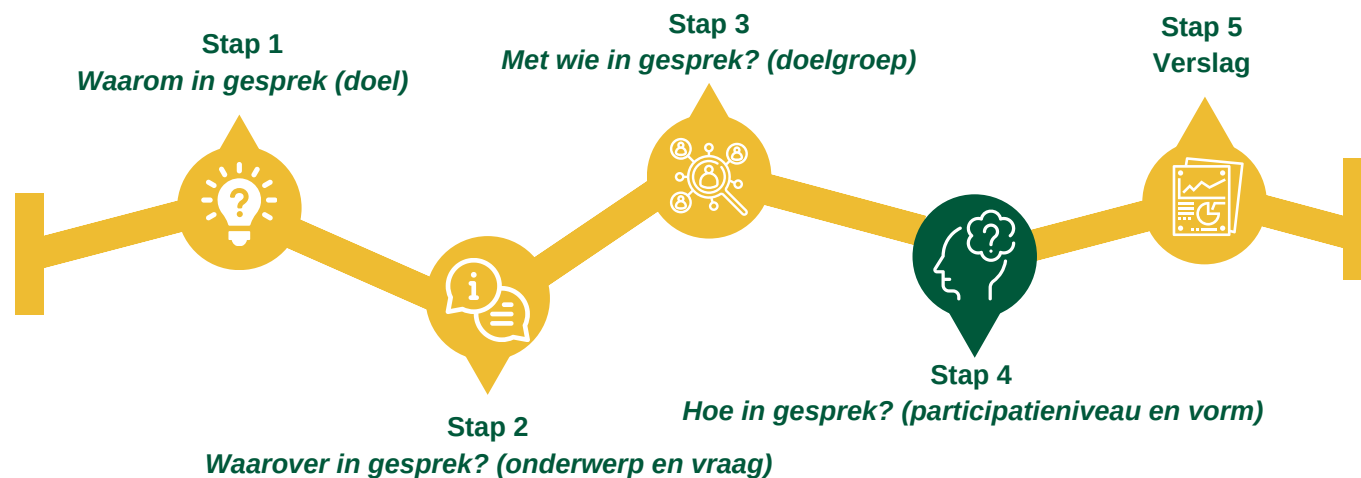 Stap 1
Waarom in gesprek (doel)
Stap 2
Waarover in gesprek? (onderwerp en vraag)
Stap 3
Met wie in gesprek? (doelgroep)
Stap 4
Hoe in gesprek? (participatieniveau en vorm)
Stap 5
Verslag